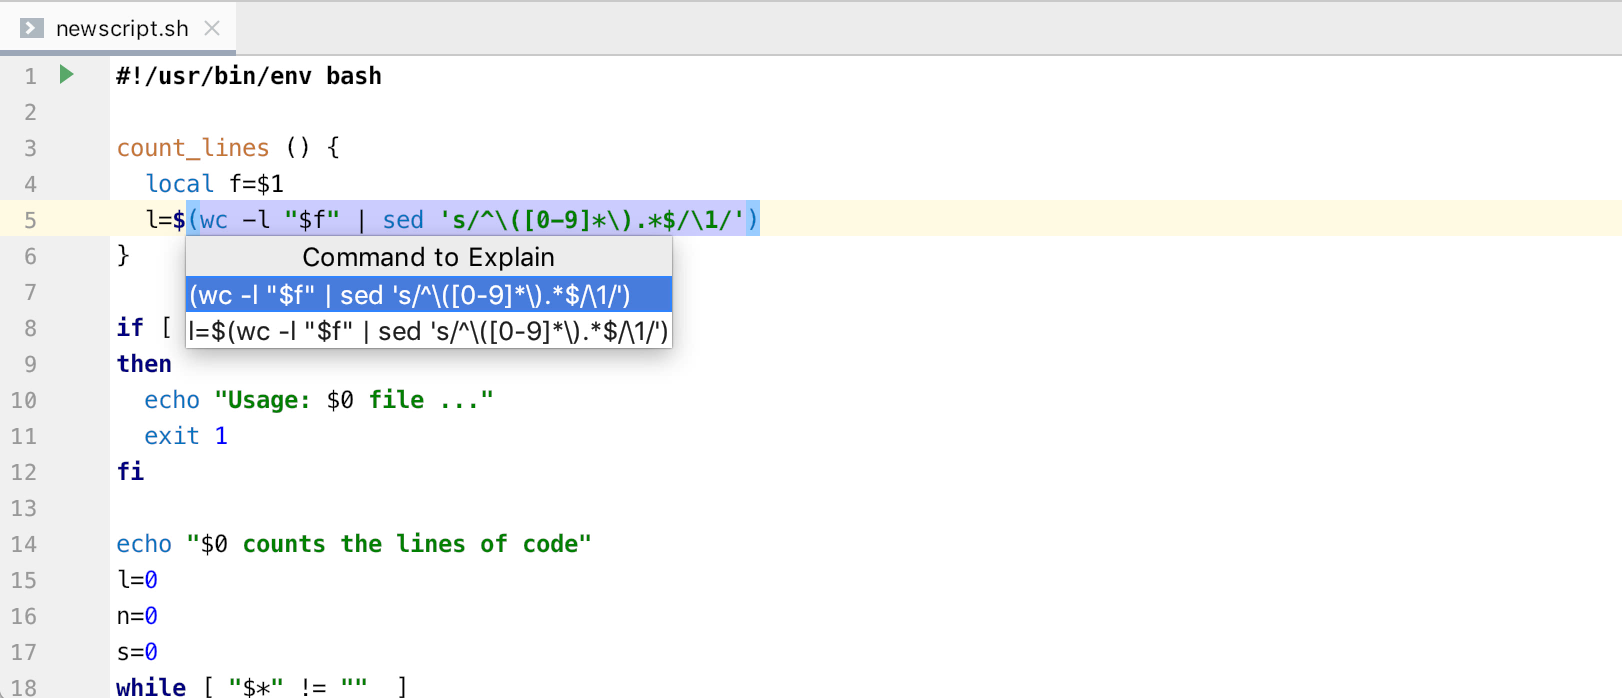 newscript.sh
1 #!/usr/bin/env bash
2
3 count_lines () {
4 local f=$1
5 l=$(wc -l "$f" | sed 's/^\([0-9]*\).*$/\1/')
6 }
Command to Explain
(wc -l "$f" | sed 's/^\([0-9]*\).*$/\1/')
l=$(wc -l "$f" | sed 's/^\([0-9]*\).*$/\1/')
7
8 if [
9 then
10 echo "Usage: $0 file ..."
11 exit 1
12 fi
13
14 echo "$0 counts the lines of code"
15 l=0
16 n=0
17 s=0
18 while [ "$*" != "" ]